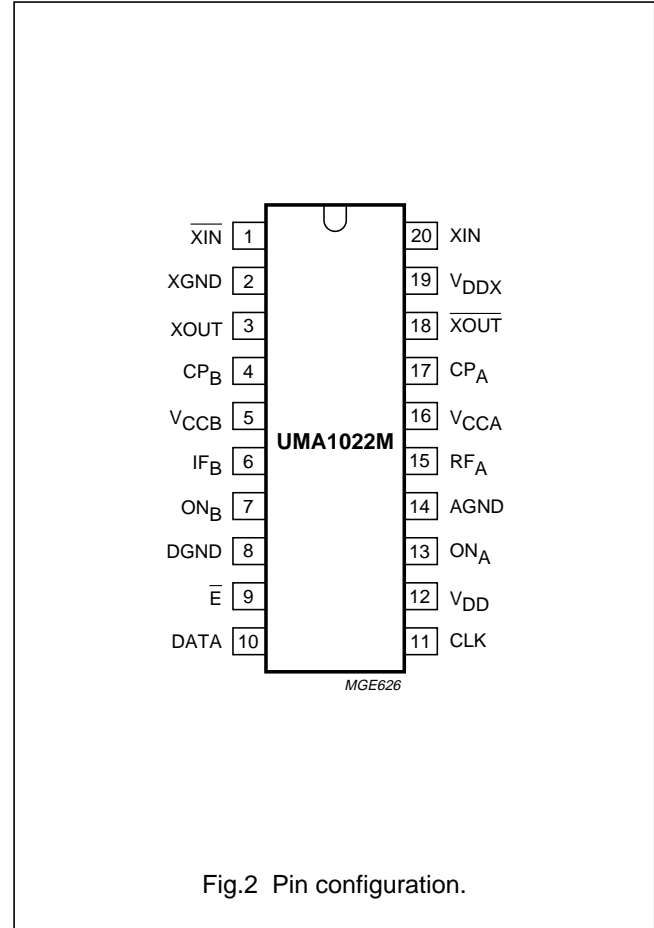 X̅I̅N̅ 1 20 XIN
XGND 2 19 VDDX
XOUT 3 18 X̅O̅U̅T̅
CPB 4 17 CPA
VCCB 5 16 VCCA
UMA1022M
IFB 6 15 RFA
ONB 7 14 AGND
DGND 8 13 ONA
E̅ 9 12 VDD
DATA 10 11 CLK
MGE626
Fig.2 Pin configuration.